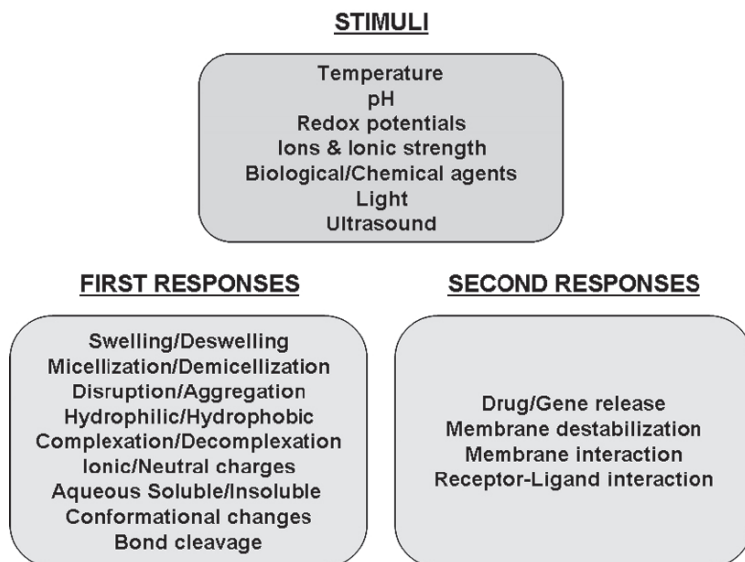 STIMULI
Temperature
pH
Redox potentials
Ions & Ionic strength
Biological/Chemical agents
Light
Ultrasound
FIRST RESPONSES
Swelling/Deswelling
Micellization/Demicellization
Disruption/Aggregation
Hydrophilic/Hydrophobic
Complexation/Decomplexation
Ionic/Neutral charges
Aqueous Soluble/Insoluble
Conformational changes
Bond cleavage
SECOND RESPONSES
Drug/Gene release
Membrane destabilization
Membrane interaction
Receptor-Ligand interaction